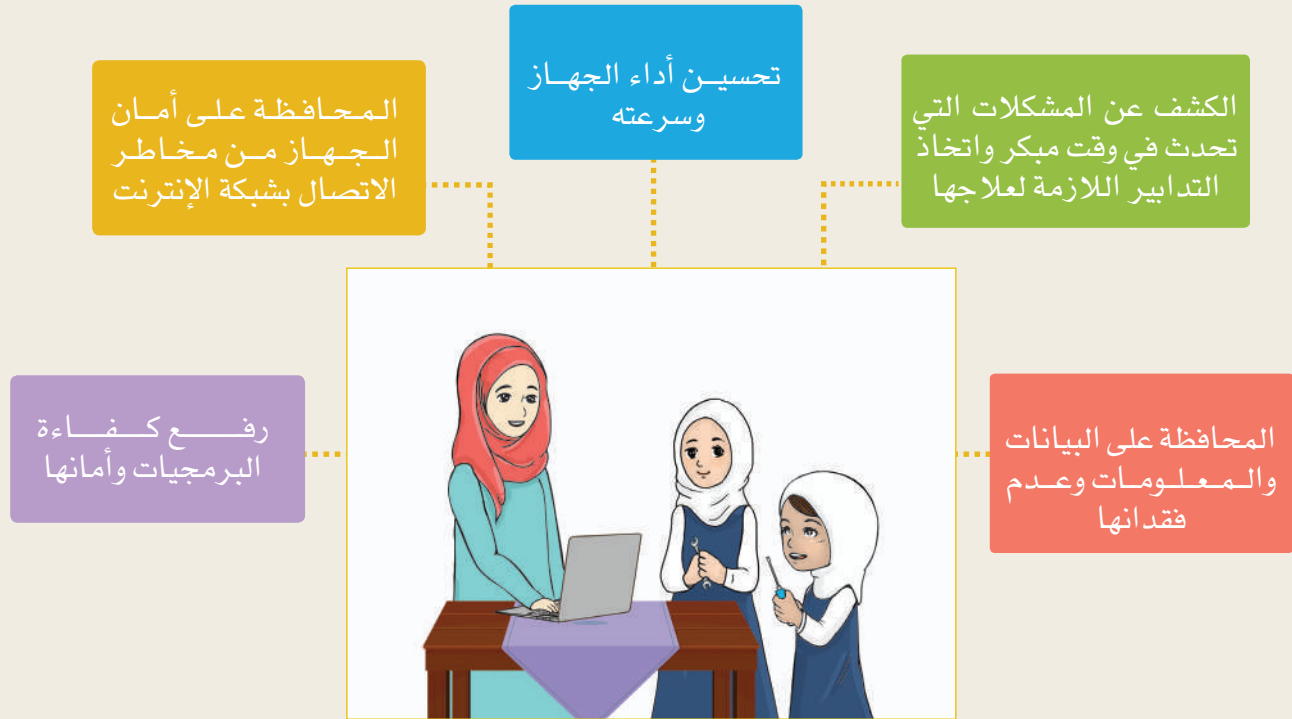 الكشف عن المشكلات التي
تحدث في وقت مبكر واتخاذ
التدابير اللازمة لعلاجها
تحسين أداء الجهاز
وسرعته
المحافظة على أمان
الجهاز من مخاطر
الاتصال بشبكة الإنترنت
المحافظة على البيانات
والمعلومات وعدم
فقدانها
رفع كفاءة
البرمجيات وأمانها